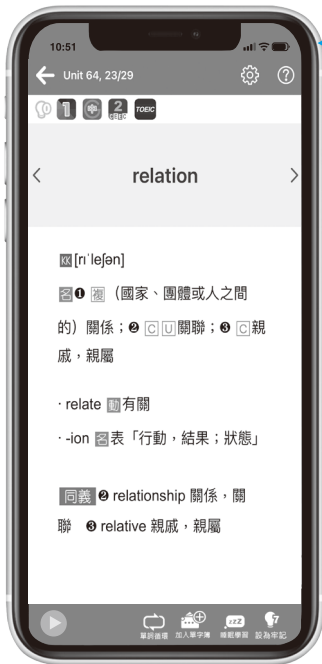 10:51
Unit 64, 23/29
1 中 2 GEPT TOEIC
relation
KK [rɪˋleʃən]
名 ❶ 複 （國家、團體或人之間
的）關係；❷ C U 關聯；❸ C 親
戚，親屬
· relate 動 有關
· -ion 名 表「行動，結果；狀態」
同義 ❷ relationship 關係，關
聯 ❸ relative 親戚，親屬
單詞循環 加入單字簿 睡眠學習 設為牢記